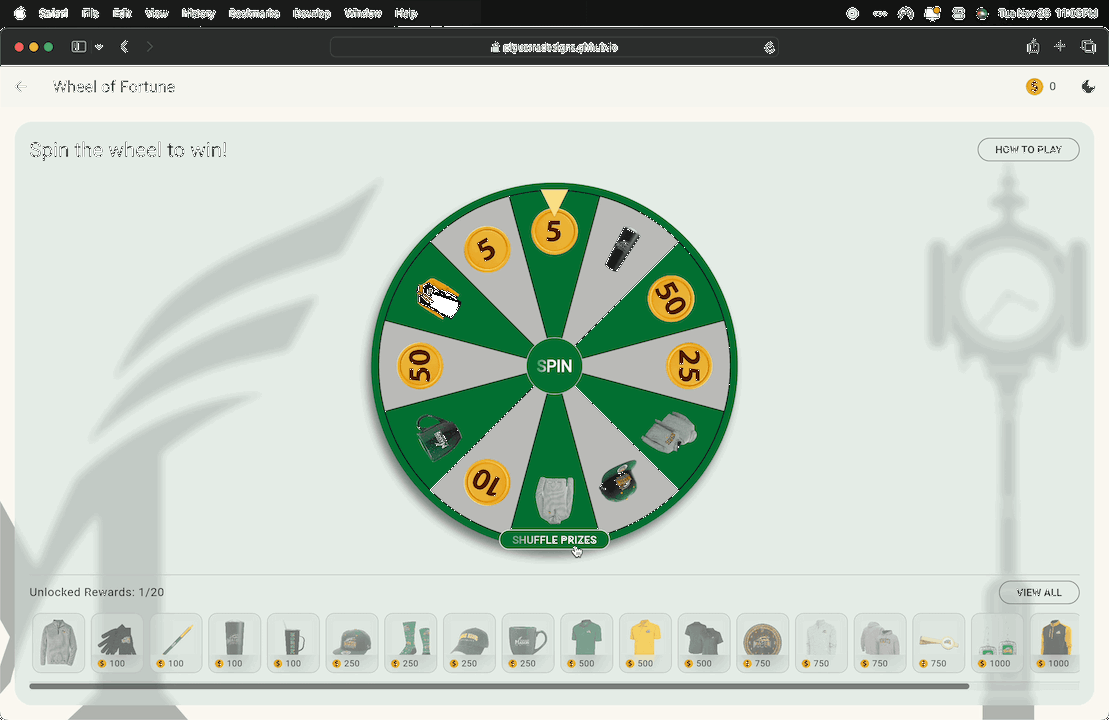 Safari File Edit View History Bookmarks Develop Window Help
Wheel of Fortune
0
Spin the wheel to win!
HOW TO PLAY
5
5
50
50
25
SPIN
10
SHUFFLE PRIZES
Unlocked Rewards: 1/20
VIEW ALL
100 100 100 100 250 250 250 250 500 500 500 750 750 750 750 1000 1000